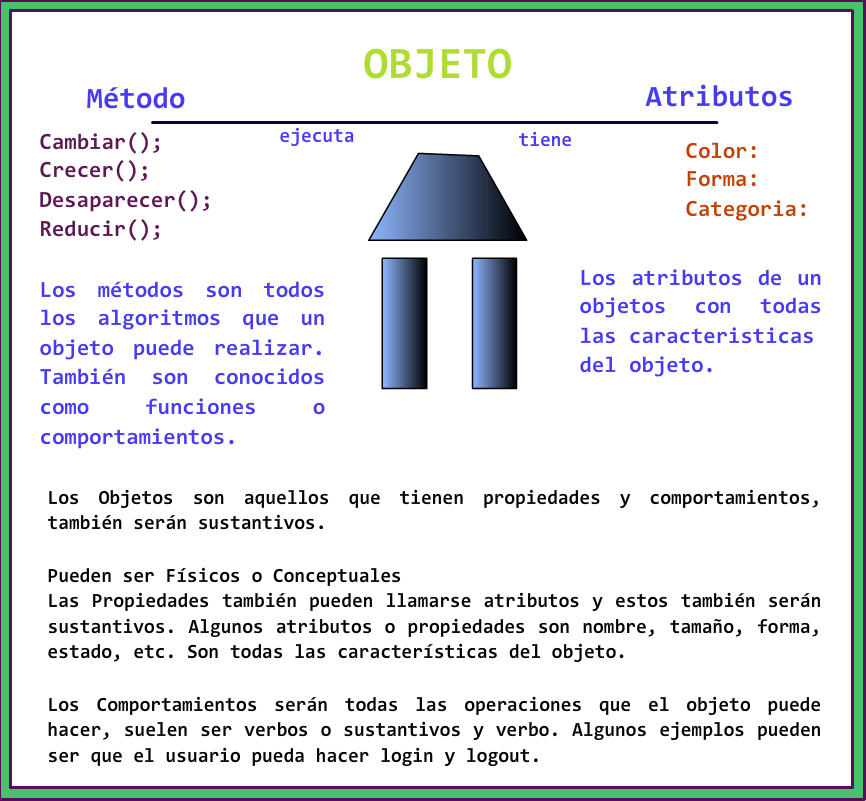 OBJETO
Método
Atributos
ejecuta
tiene
Cambiar();
Crecer();
Desaparecer();
Reducir();
Color:
Forma:
Categoria:
Los métodos son todos
los algoritmos que un
objeto puede realizar.
También son conocidos
como funciones o
comportamientos.
Los atributos de un
objetos con todas
las caracteristicas
del objeto.
Los Objetos son aquellos que tienen propiedades y comportamientos,
también serán sustantivos.
Pueden ser Físicos o Conceptuales
Las Propiedades también pueden llamarse atributos y estos también serán
sustantivos. Algunos atributos o propiedades son nombre, tamaño, forma,
estado, etc. Son todas las características del objeto.
Los Comportamientos serán todas las operaciones que el objeto puede
hacer, suelen ser verbos o sustantivos y verbo. Algunos ejemplos pueden
ser que el usuario pueda hacer login y logout.